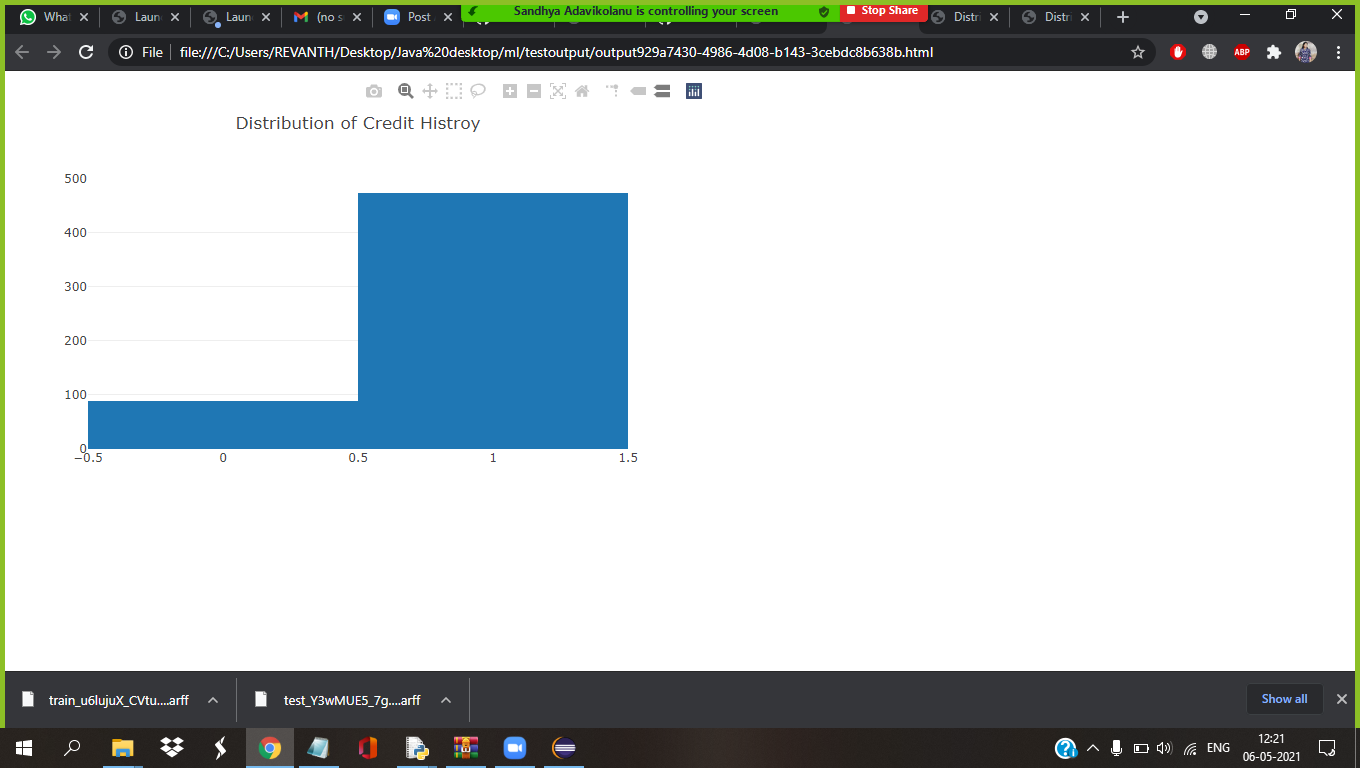 What
Laun
Laun
(no s
Post
Sandhya Adavikolanu is controlling your screen
Stop Share
Distri
Distri
File
file:///C:/Users/REVANTH/Desktop/Java%20desktop/ml/testoutput/output929a7430-4986-4d08-b143-3cebdc8b638b.html
ABP
Distribution of Credit Histroy
500
400
300
200
100
0
−0.5 0 0.5 1 1.5
train_u6lujuX_CVtu....arff
test_Y3wMUE5_7g....arff
Show all
ENG
12:21
06-05-2021